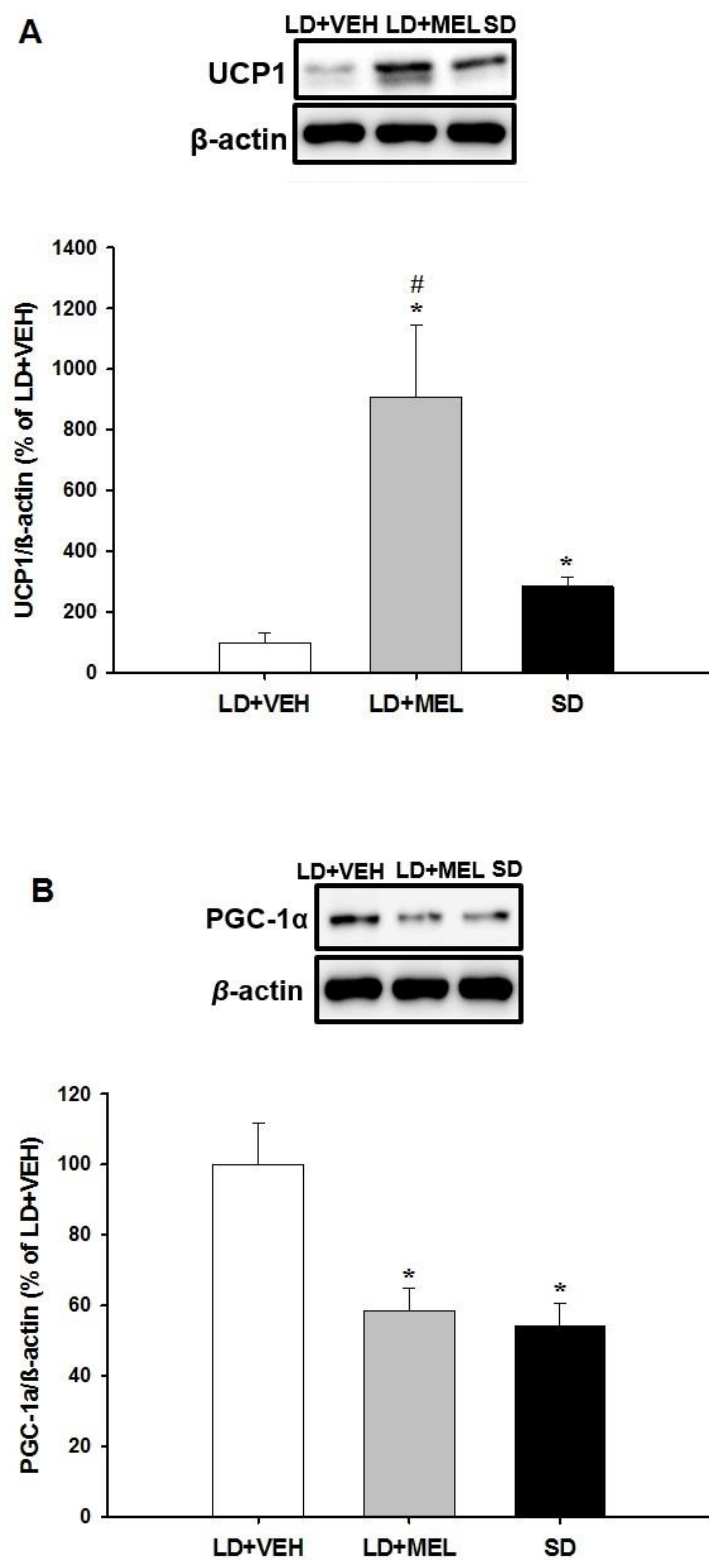 A
LD+VEH LD+MEL SD
UCP1
β-actin
UCP1/ß-actin (% of LD+VEH)
1400
1200
1000
800
600
400
200
0
#
*
*
LD+VEH LD+MEL SD
B
LD+VEH LD+MEL SD
PGC-1α
β-actin
PGC-1a/ß-actin (% of LD+VEH)
120
100
80
60
40
20
0
*
*
LD+VEH LD+MEL SD